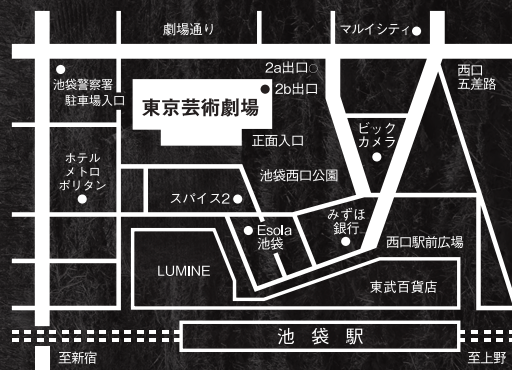 劇場通り
マルイシティ
2a出口
西口
五差路
池袋警察署
駐車場入口
2b出口
東京芸術劇場
正面入口
ビック
カメラ
ホテル
メトロ
ポリタン
池袋西口公園
スパイス2
みずほ
銀行
Esola
池袋
西口駅前広場
LUMINE
東武百貨店
池袋駅
至新宿
至上野